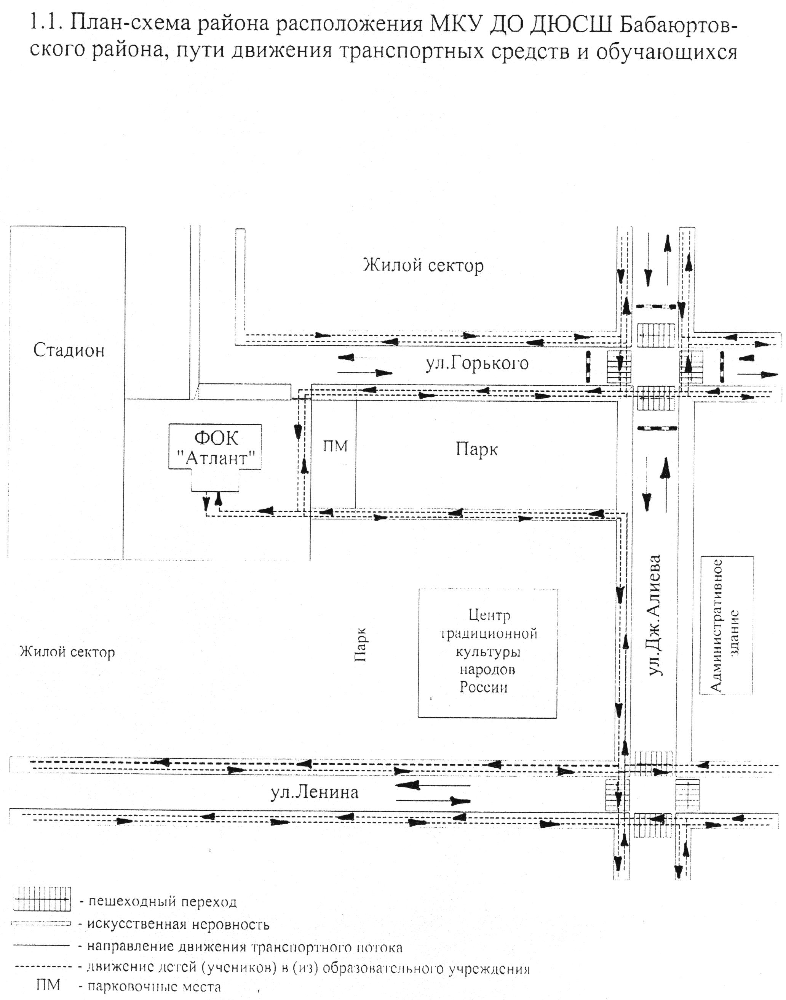 1.1. План-схема района расположения МКУ ДО ДЮСШ Бабаюртов-
ского района, пути движения транспортных средств и обучающихся
Жилой сектор
Стадион
ул.Горького
ФОК
"Атлант"
ПМ
Парк
ул.Дж.Алиева
Административное
здание
Центр
традиционной
культуры
народов
России
Парк
Жилой сектор
ул.Ленина
- пешеходный переход
- искусственная неровность
- направление движения транспортного потока
- движение детей (учеников) в (из) образовательного учреждения
ПМ - парковочные места